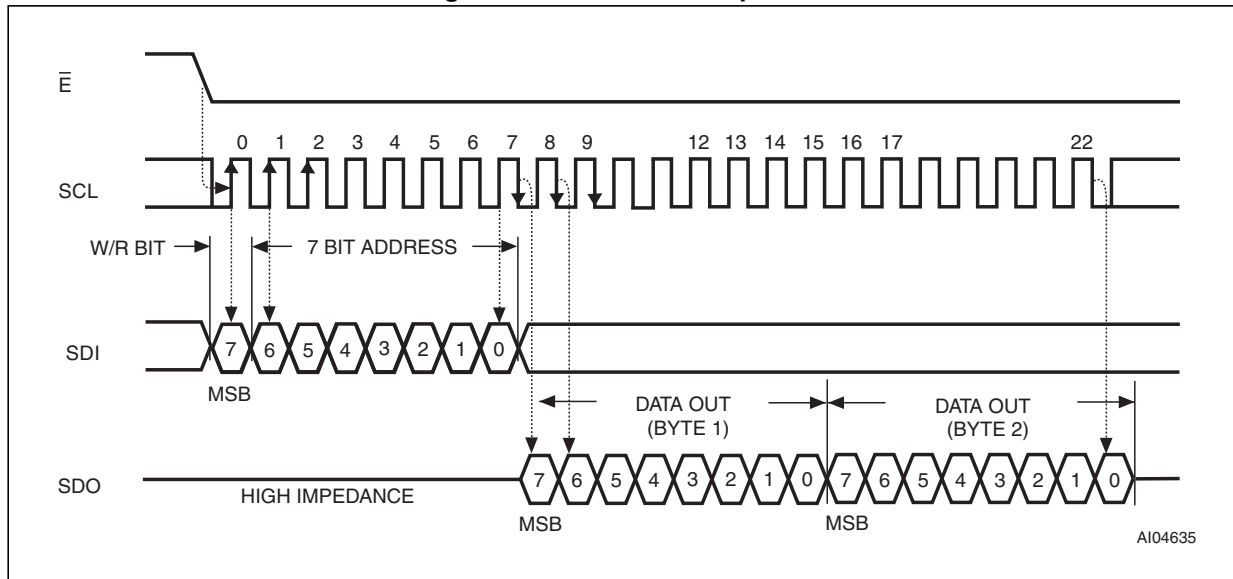 E̅
0 1 2 3 4 5 6 7 8 9 12 13 14 15 16 17 22
SCL
W/R BIT 7 BIT ADDRESS
SDI 7 6 5 4 3 2 1 0
MSB
DATA OUT DATA OUT
(BYTE 1) (BYTE 2)
SDO HIGH IMPEDANCE 7 6 5 4 3 2 1 0 7 6 5 4 3 2 1 0
MSB MSB
AI04635